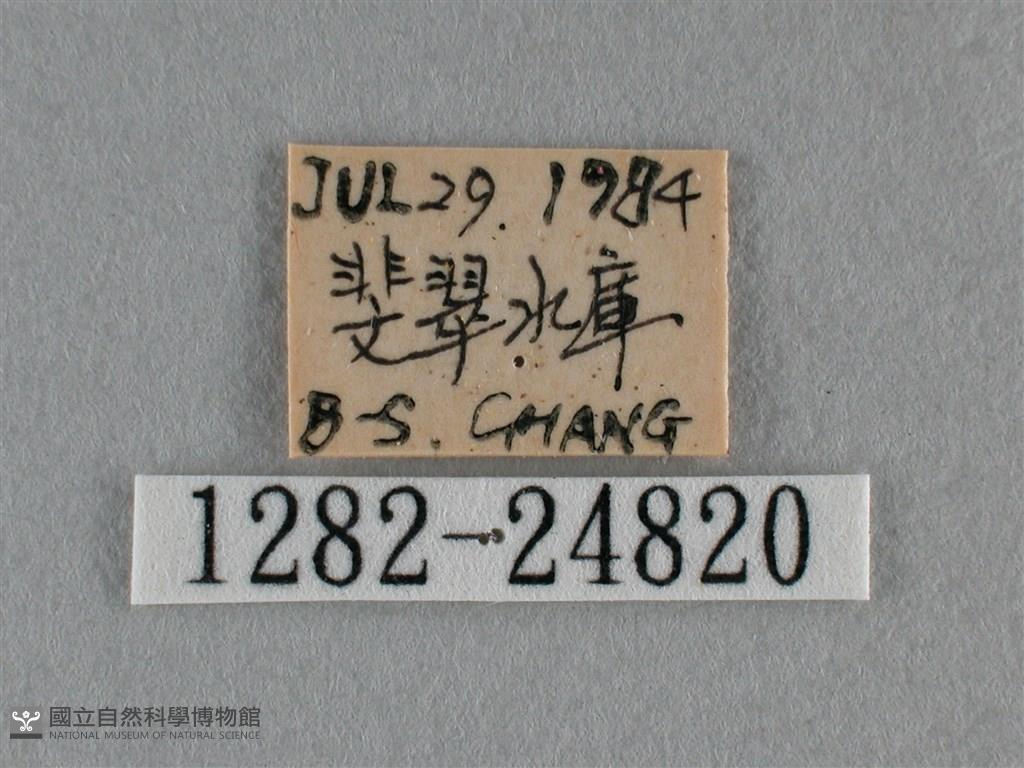 JUL 29. 1984
斐翠水庫
B-S. CHANG
1282-24820
國立自然科學博物館
NATIONAL MUSEUM OF NATURAL SCIENCE